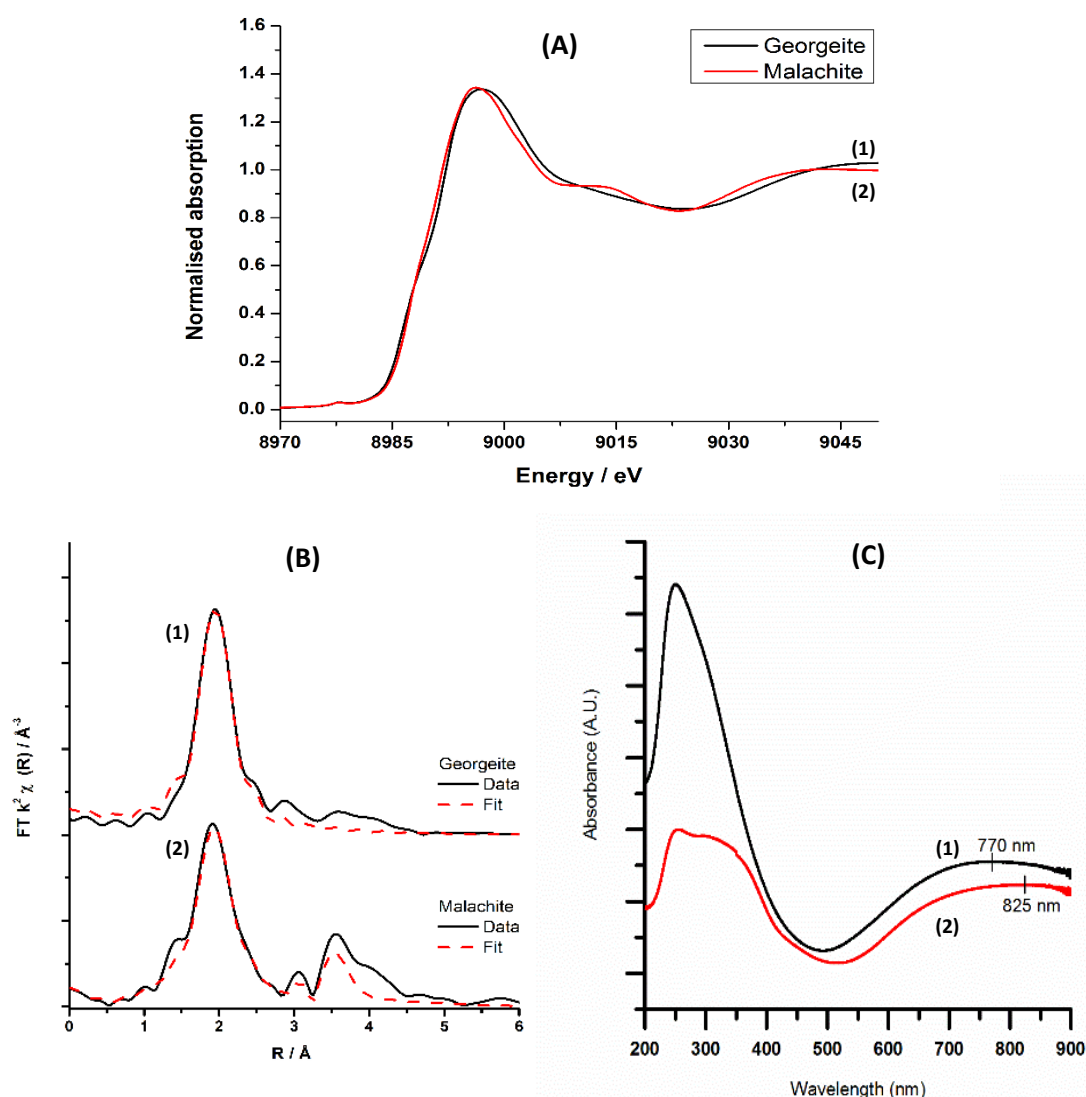 (A)
Georgeite
Malachite
1.6
1.4
1.2
1.0
0.8
0.6
0.4
0.2
0.0
Normalised absorption
(1)
(2)
8970 8985 9000 9015 9030 9045
Energy / eV
(B)
(1)
Georgeite
Data
Fit
(2)
Malachite
Data
Fit
FT k² χ (R) / Å⁻³
0 1 2 3 4 5 6
R / Å
(C)
Absorbance (A.U.)
(1)
770 nm
825 nm
(2)
200 300 400 500 600 700 800 900
Wavelength (nm)